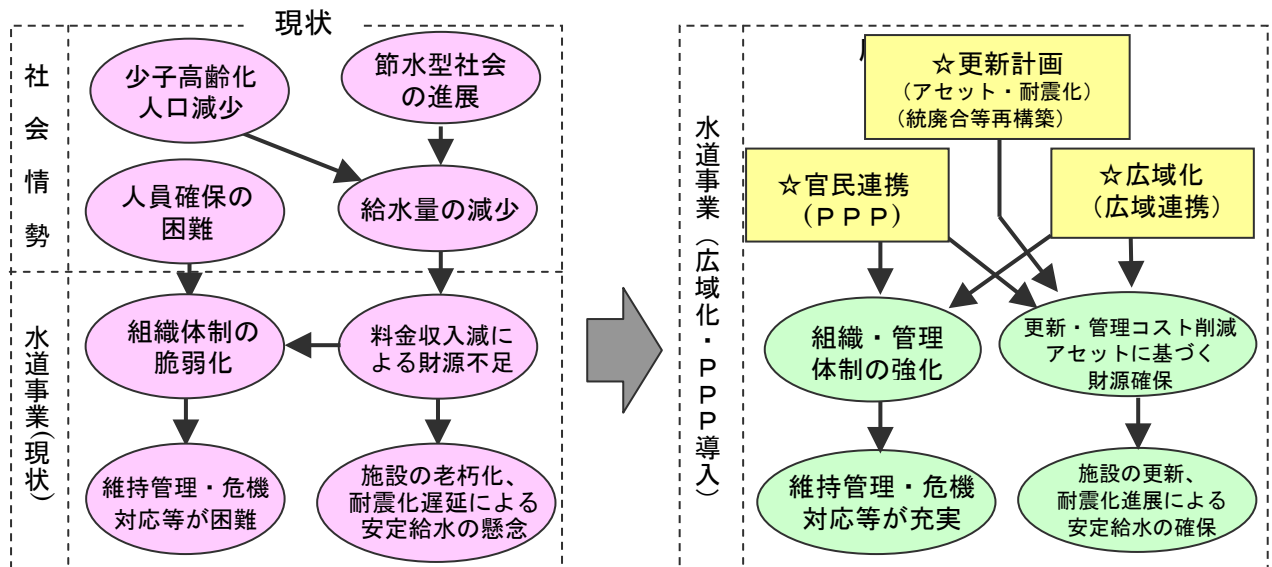 現状
社会情勢
少子高齢化
人口減少
節水型社会
の進展
人員確保の
困難
給水量の減少
水道事業(現状)
組織体制の
脆弱化
料金収入減に
よる財源不足
維持管理・危機
対応等が困難
施設の老朽化、
耐震化遅延による
安定給水の懸念
水道事業(広域化・PPP導入)
☆更新計画
(アセット・耐震化)
(統廃合等再構築)
☆官民連携
(PPP)
☆広域化
(広域連携)
組織・管理
体制の強化
更新・管理コスト削減
アセットに基づく
財源確保
維持管理・危機
対応等が充実
施設の更新、
耐震化進展による
安定給水の確保